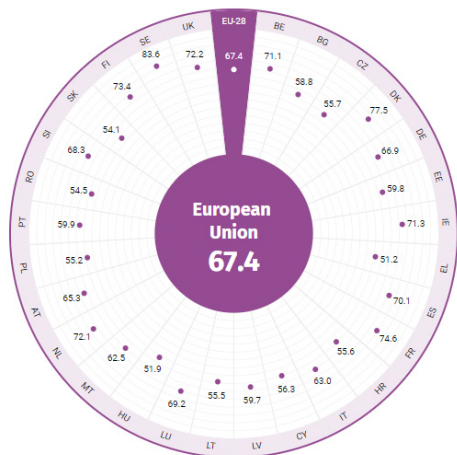 EU-28
67.4
BE
71.1
BG
58.8
CZ
55.7
DK
77.5
DE
66.9
EE
59.8
IE
71.3
EL
51.2
ES
70.1
FR
74.6
HR
55.6
IT
63.0
CY
56.3
LV
59.7
LT
55.5
LU
69.2
HU
51.9
MT
62.5
NL
72.1
AT
65.3
PL
55.2
PT
59.9
RO
54.5
SI
68.3
SK
54.1
FI
73.4
SE
83.6
UK
72.2
European
Union
67.4